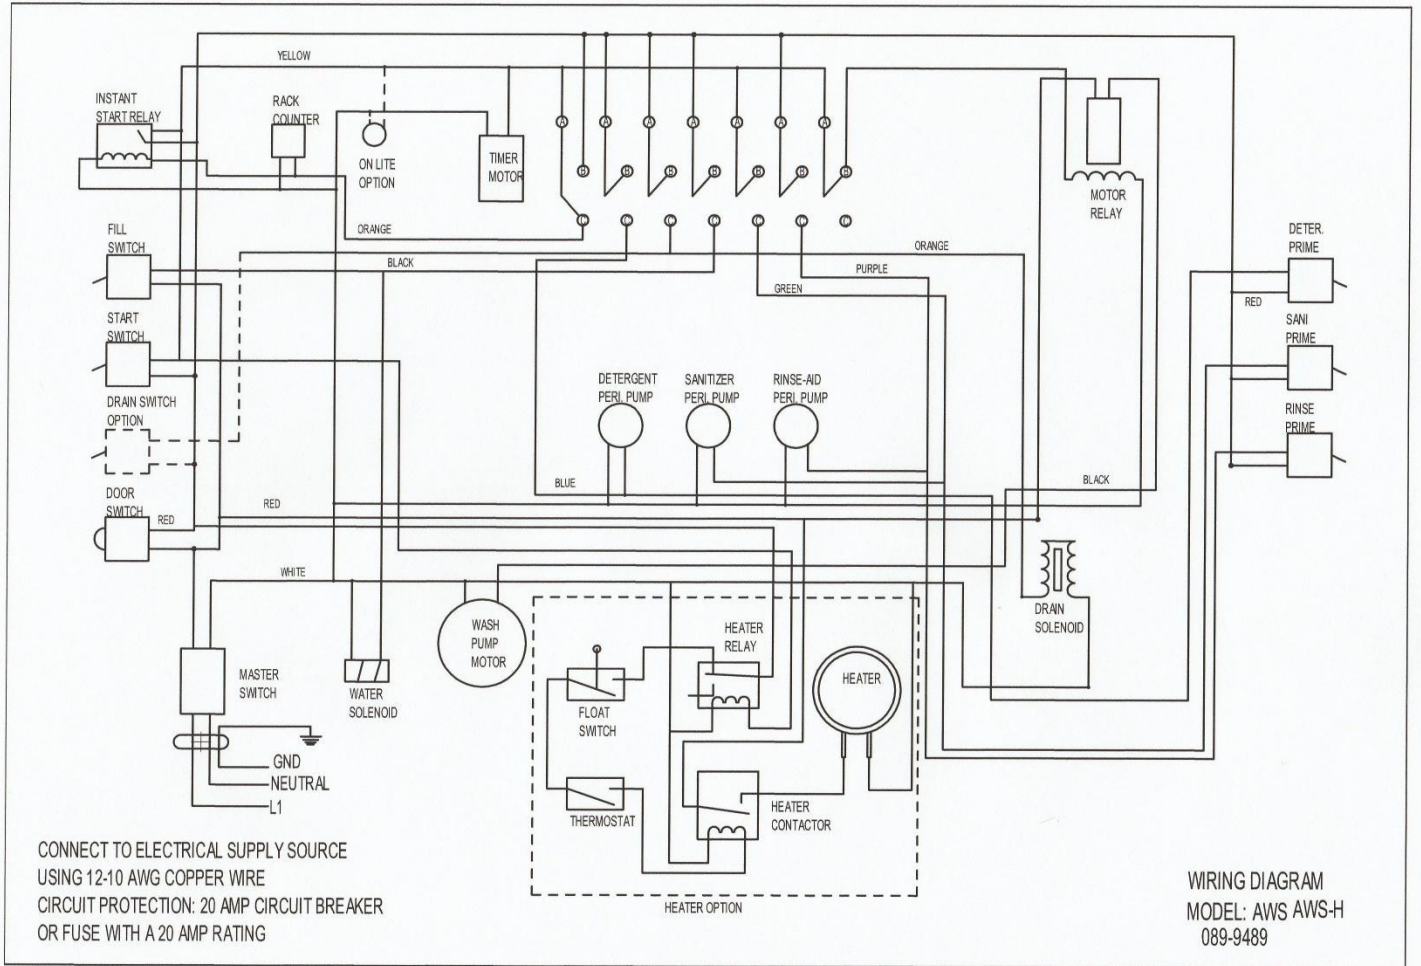 YELLOW
INSTANT
START RELAY
RACK
COUNTER
ON LITE
OPTION
TIMER
MOTOR
A
A
A
A
A
A
A
B
B
B
B
B
B
B
C
C
C
C
C
C
C
MOTOR
RELAY
FILL
SWITCH
ORANGE
BLACK
ORANGE
PURPLE
GREEN
DETER.
PRIME
RED
START
SWITCH
SANI
PRIME
DRAIN SWITCH
OPTION
DETERGENT
PERI. PUMP
SANITIZER
PERI. PUMP
RINSE-AID
PERI. PUMP
RINSE
PRIME
DOOR
SWITCH
RED
RED
BLUE
BLACK
WHITE
WASH
PUMP
MOTOR
DRAIN
SOLENOID
MASTER
SWITCH
WATER
SOLENOID
HEATER
RELAY
FLOAT
SWITCH
HEATER
GND
NEUTRAL
L1
THERMOSTAT
HEATER
CONTACTOR
HEATER OPTION
CONNECT TO ELECTRICAL SUPPLY SOURCE
USING 12-10 AWG COPPER WIRE
CIRCUIT PROTECTION: 20 AMP CIRCUIT BREAKER
OR FUSE WITH A 20 AMP RATING
WIRING DIAGRAM
MODEL: AWS AWS-H
089-9489